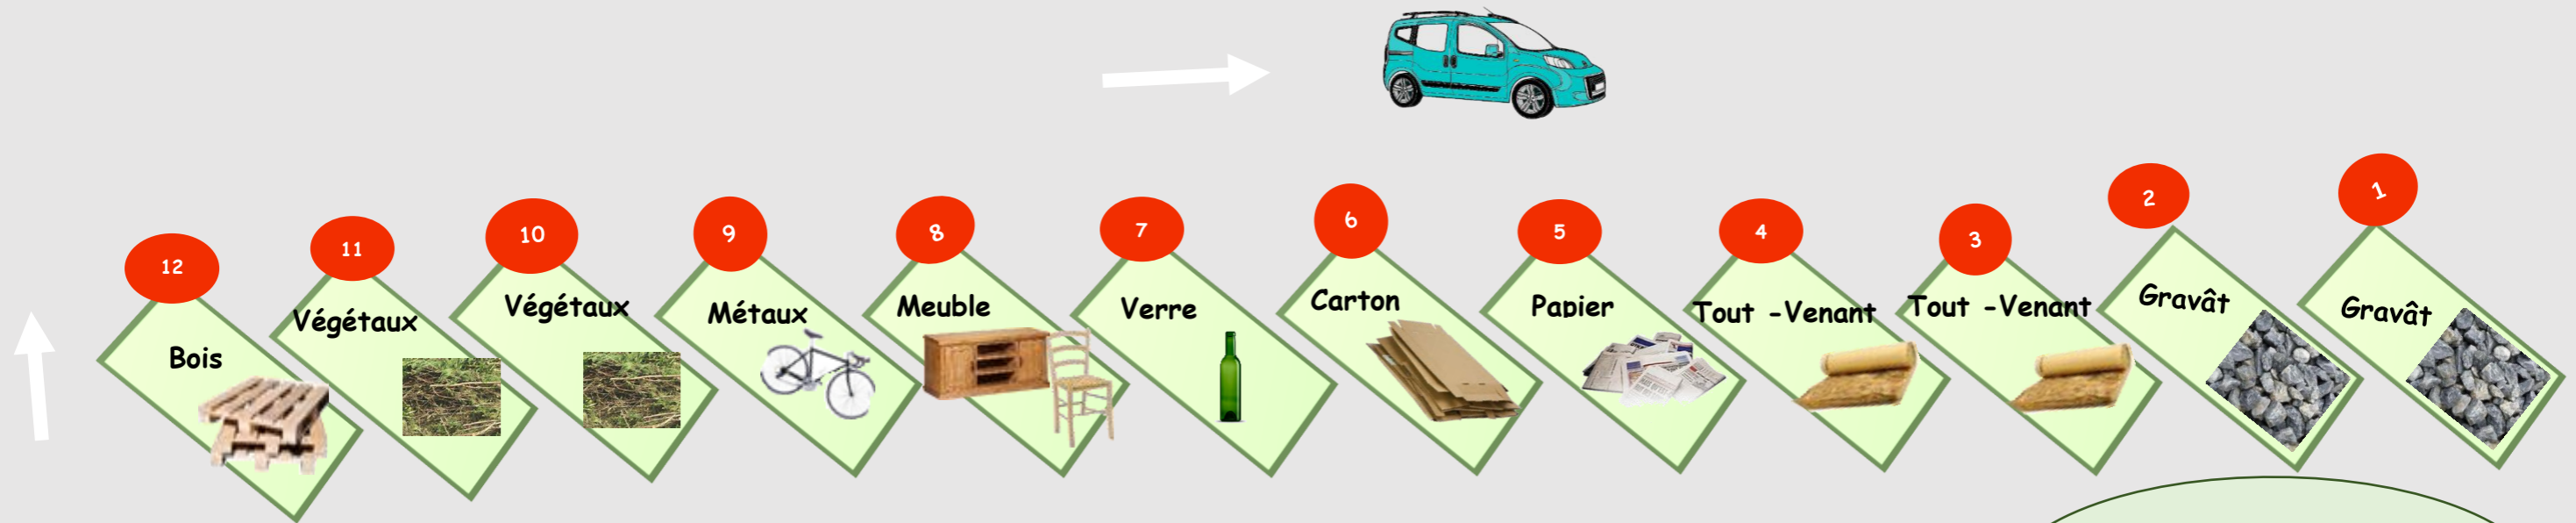 12
11
10
9
8
7
6
5
4
3
2
1
Bois
Végétaux
Végétaux
Métaux
Meuble
Verre
Carton
Papier
Tout -Venant
Tout -Venant
Gravât
Gravât